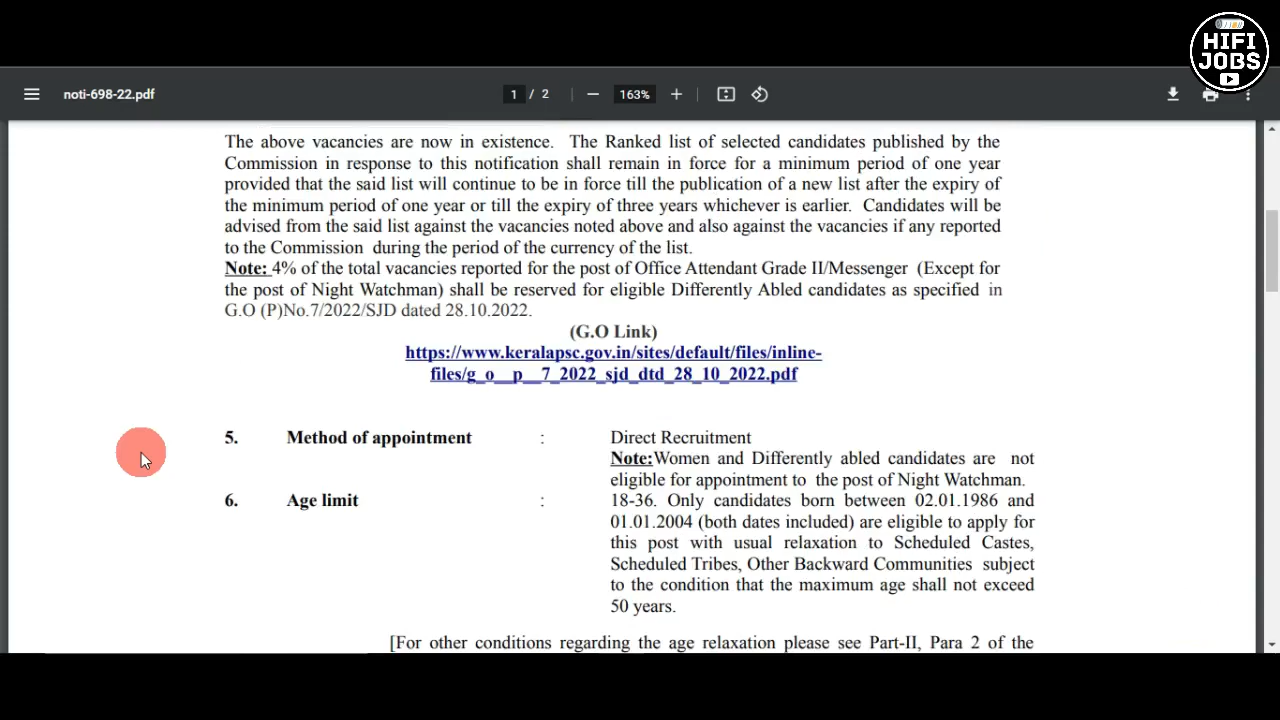 HIFI
JOBS
noti-698-22.pdf
1 / 2
163%
The above vacancies are now in existence. The Ranked list of selected candidates published by the
Commission in response to this notification shall remain in force for a minimum period of one year
provided that the said list will continue to be in force till the publication of a new list after the expiry of
the minimum period of one year or till the expiry of three years whichever is earlier. Candidates will be
advised from the said list against the vacancies noted above and also against the vacancies if any reported
to the Commission during the period of the currency of the list.
Note: 4% of the total vacancies reported for the post of Office Attendant Grade II/Messenger (Except for
the post of Night Watchman) shall be reserved for eligible Differently Abled candidates as specified in
G.O (P)No.7/2022/SJD dated 28.10.2022.
(G.O Link)
https://www.keralapsc.gov.in/sites/default/files/inline-
files/g_o__p__7_2022_sjd_dtd_28_10_2022.pdf
5. Method of appointment : Direct Recruitment
Note:Women and Differently abled candidates are not
eligible for appointment to the post of Night Watchman.
6. Age limit : 18-36. Only candidates born between 02.01.1986 and
01.01.2004 (both dates included) are eligible to apply for
this post with usual relaxation to Scheduled Castes,
Scheduled Tribes, Other Backward Communities subject
to the condition that the maximum age shall not exceed
50 years.
[For other conditions regarding the age relaxation please see Part-II, Para 2 of the